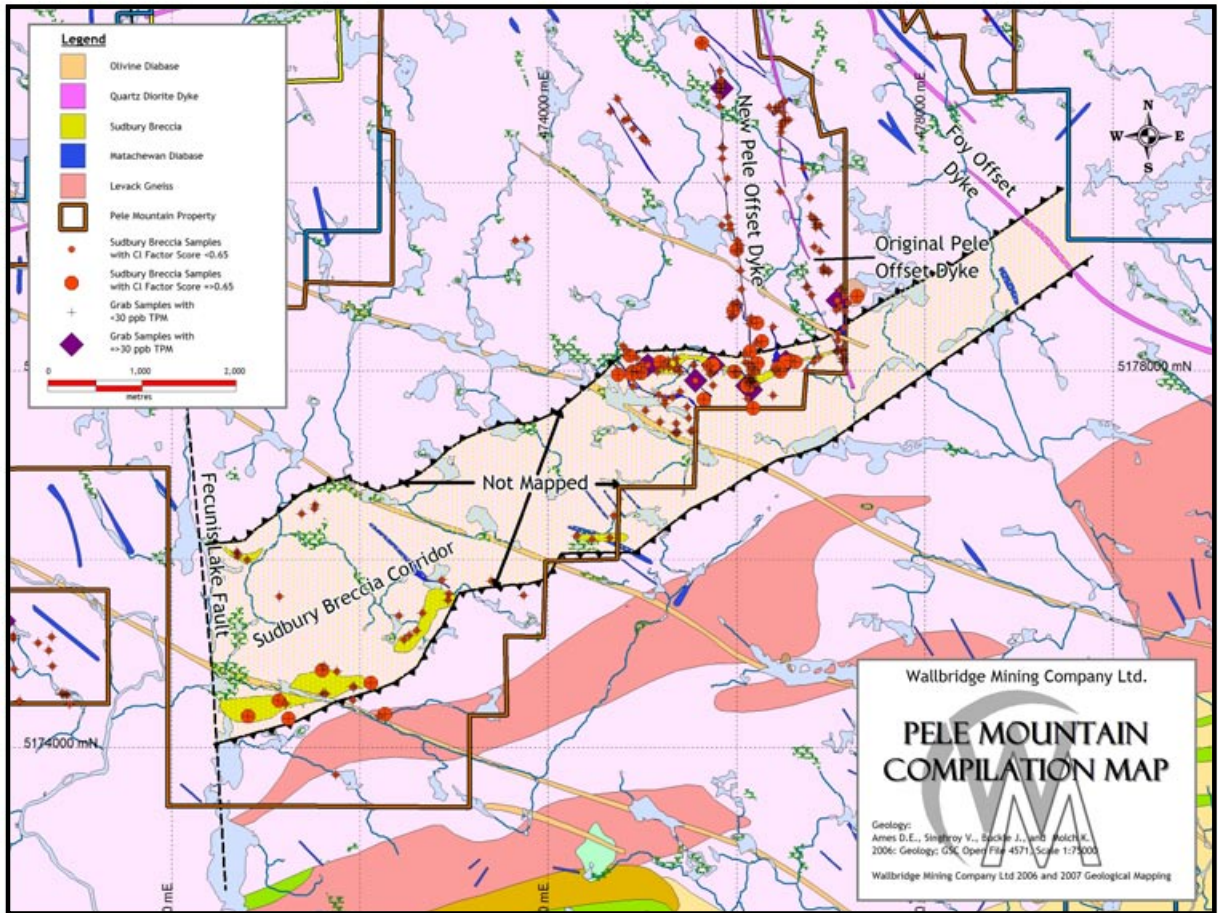 Legend
Olivine Diabase
Quartz Diorite Dyke
Sudbury Breccia
Matachewan Diabase
Levack Gneiss
Pele Mountain Property
Sudbury Breccia Samples
with Cl Factor Score <0.65
Sudbury Breccia Samples
with Cl Factor Score =>0.65
Grab Samples with
<30 ppb TPM
Grab Samples with
=>30 ppb TPM
0 1,000 2,000
metres
474000 mE
478000 mE
N
W E
S
New Pele Offset Dyke
Foy Offset
Dyke
Original Pele
Offset Dyke
5178000 mN
Not Mapped
Fecunis Lake Fault
Sudbury Breccia Corridor
5174000 mN
mE
mE
Wallbridge Mining Company Ltd.
PELE MOUNTAIN
COMPILATION MAP
WM
Geology:
Ames D.E., Singhroy V., Buckle J., and Molch K.
2006: Geology; GSC Open File 4571, Scale 1:75000
Wallbridge Mining Company Ltd 2006 and 2007 Geological Mapping